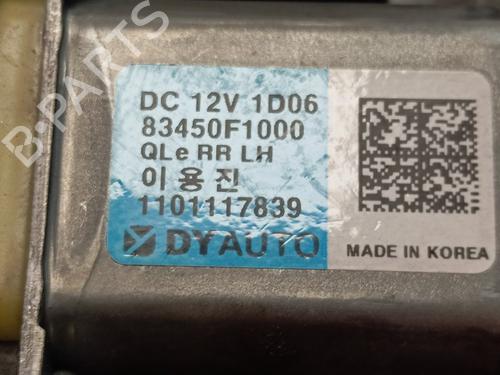 B-PARTS
DC 12V 1D06
83450F1000
QLe RR LH
이용진
1101117839
DYAUTO
MADE IN KOREA